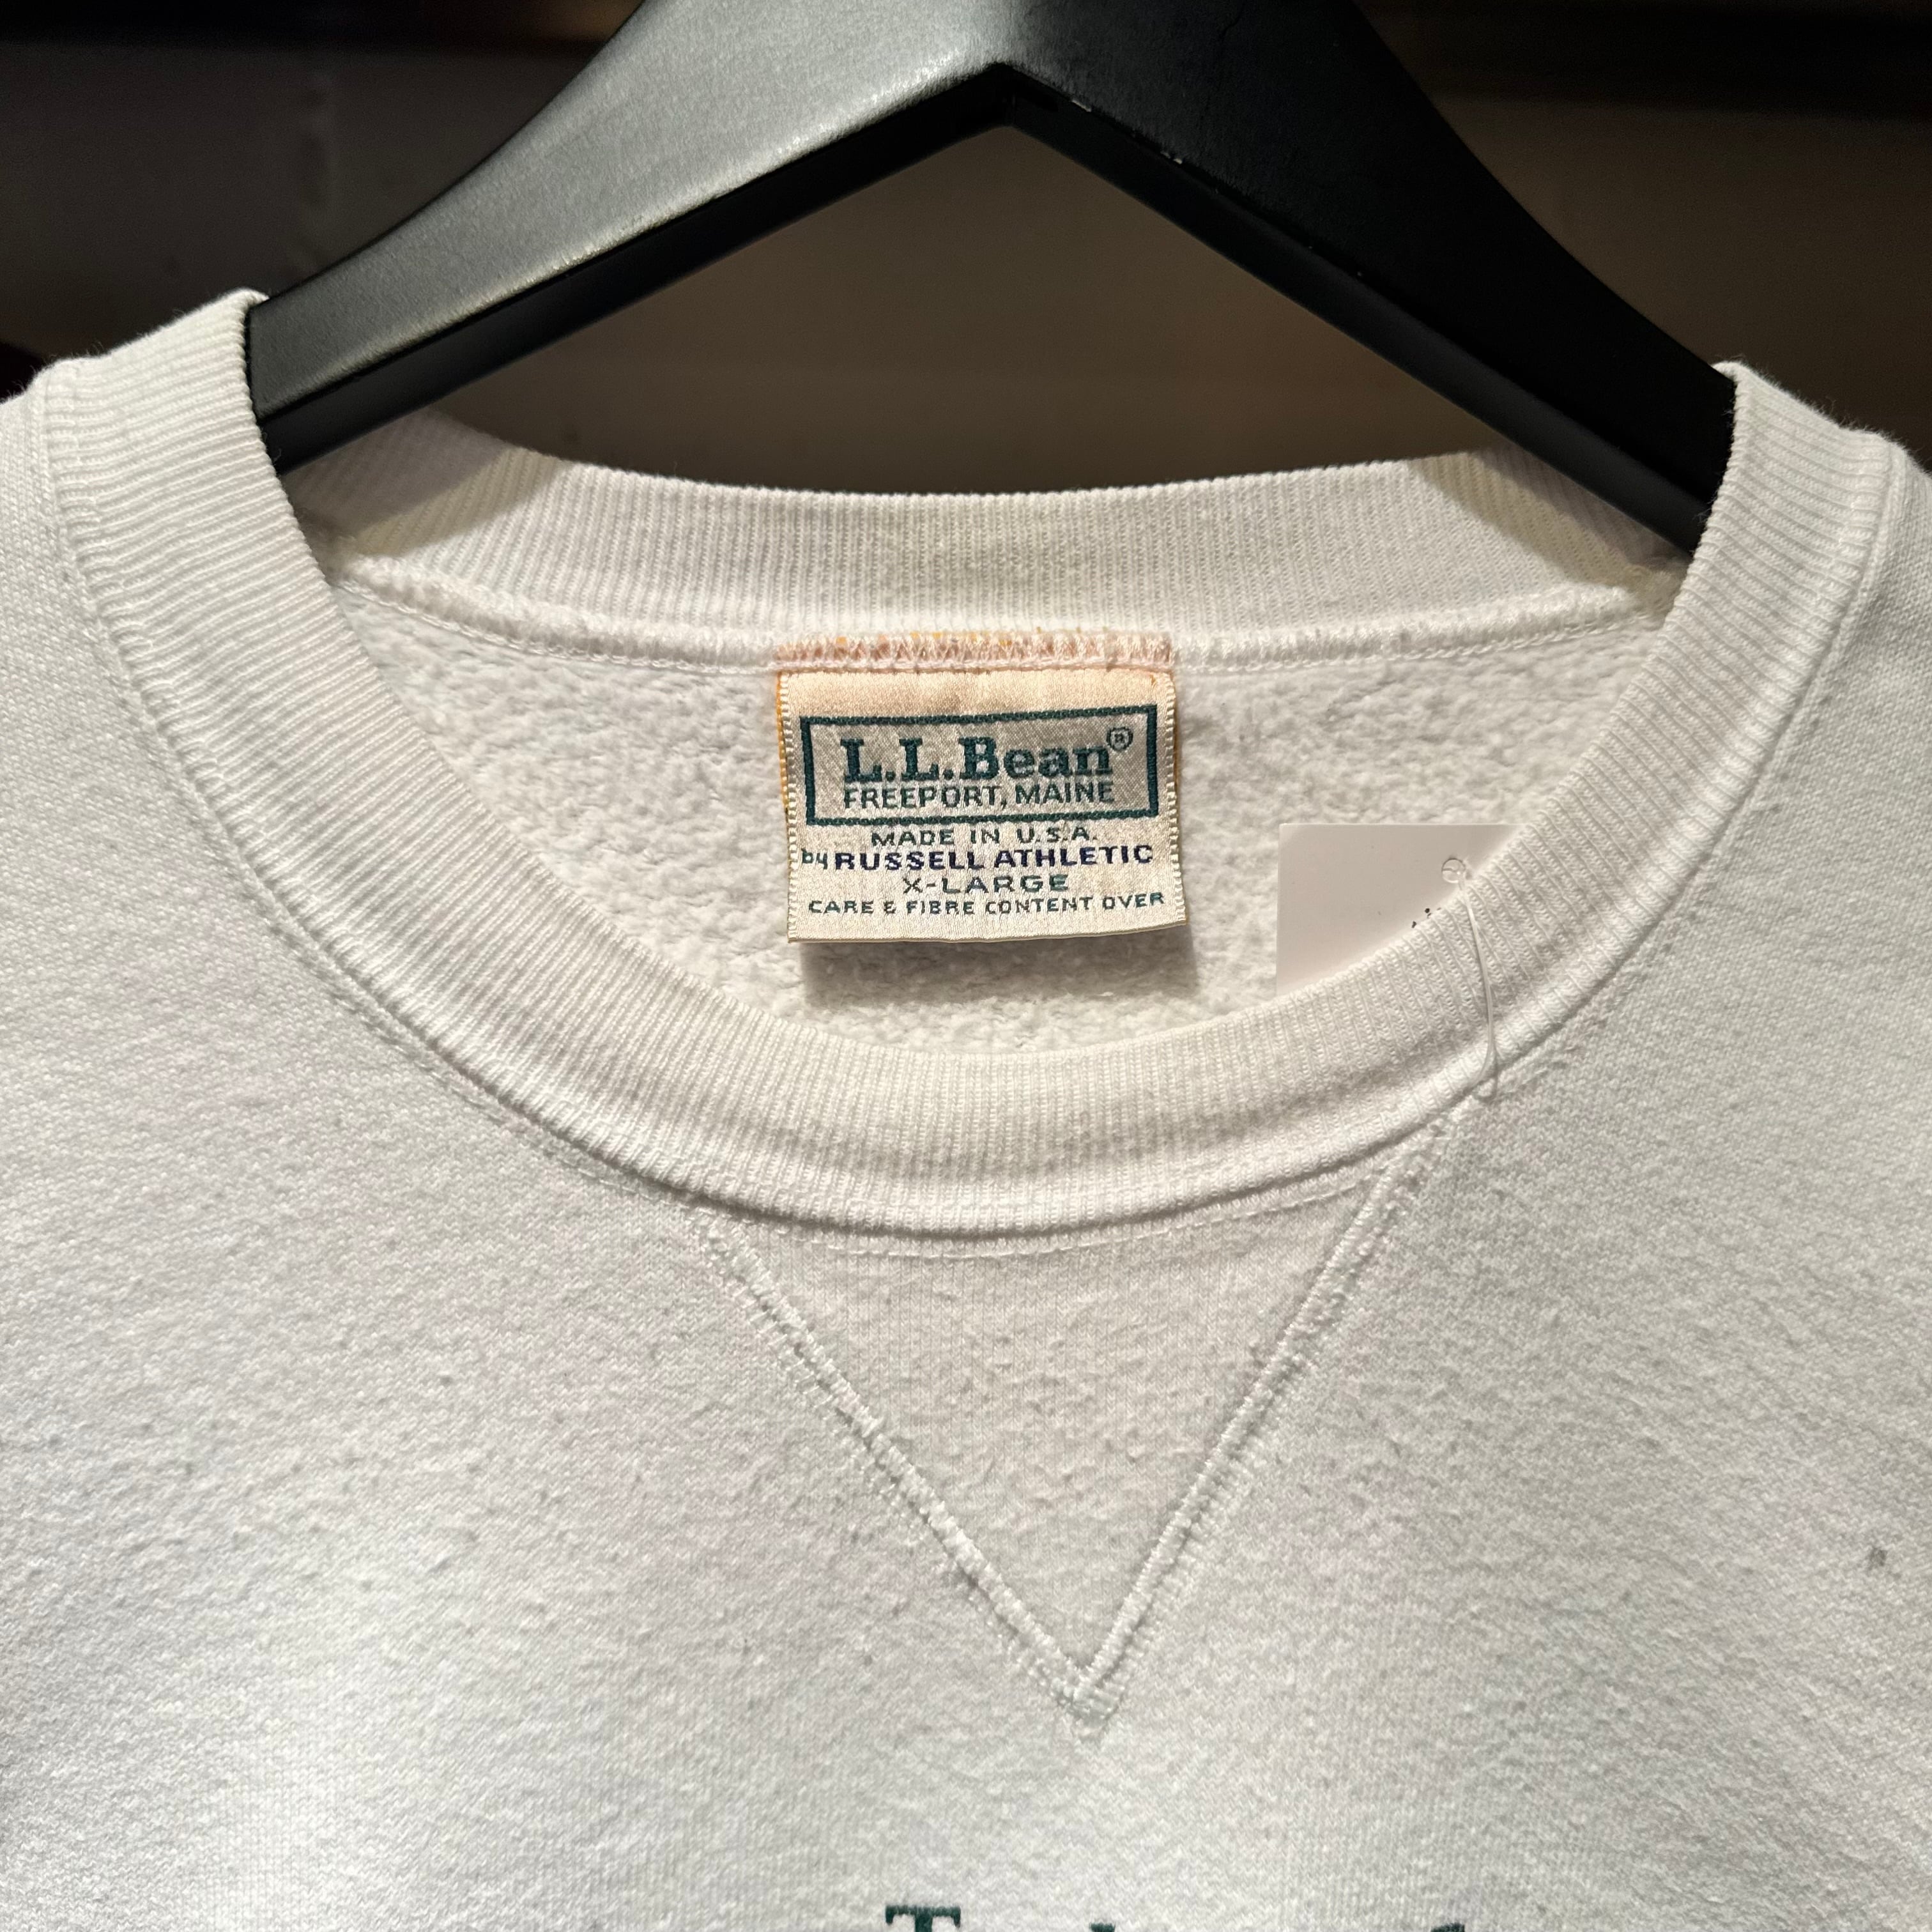 L.L.Bean®
FREEPORT, MAINE
MADE IN U.S.A.
by RUSSELL ATHLETIC
X-LARGE
CARE & FIBRE CONTENT OVER